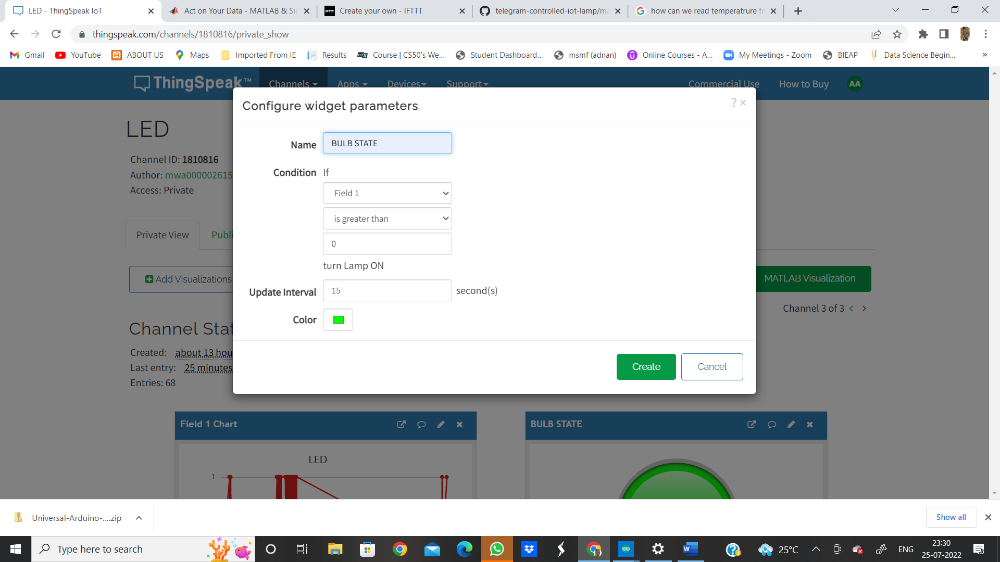 LED - ThingSpeak IoT
Act on Your Data - MATLAB & Sin
Create your own - IFTTT
telegram-controlled-iot-lamp/ma
how can we read temperatrure fr
thingspeak.com/channels/1810816/private_show
Gmail
YouTube
ABOUT US
Maps
Imported From IE
Results
Course | CS50's We...
Student Dashboard...
msmf (adnan)
Online Courses - A...
My Meetings - Zoom
BIEAP
Data Science Begin...
»
ThingSpeak™
Channels
Apps
Devices
Support
Commercial Use
How to Buy
AA
Configure widget parameters
Name
BULB STATE
Condition
If
Field 1
is greater than
0
turn Lamp ON
Update Interval
15
second(s)
Color
Create
Cancel
LED
Channel ID: 1810816
Author: mwa000002615
Access: Private
Private View
Publi
Add Visualizations
MATLAB Visualization
Channel 3 of 3
Channel Stat
Created: about 13 hou
Last entry: 25 minutes
Entries: 68
Field 1 Chart
LED
1
BULB STATE
Universal-Arduino-....zip
Show all
Type here to search
25°C
ENG
23:30
25-07-2022